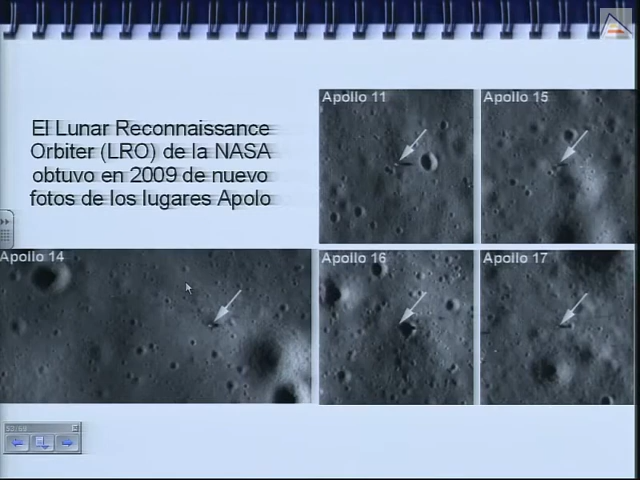 El Lunar Reconnaissance
Orbiter (LRO) de la NASA
obtuvo en 2009 de nuevo
fotos de los lugares Apolo
Apollo 11
Apollo 15
Apollo 14
Apollo 16
Apollo 17